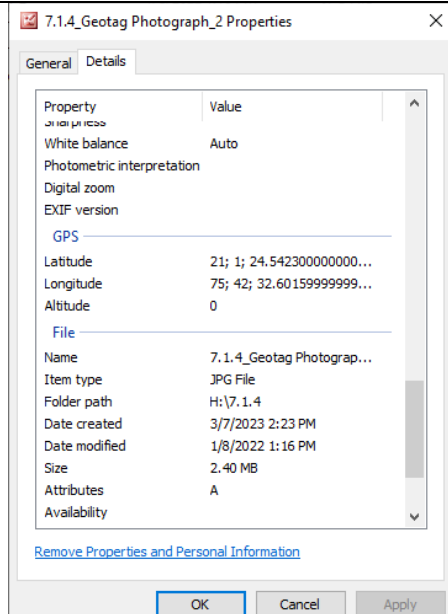 7.1.4_Geotag Photograph_2 Properties
General Details
Property Value
Sharpness
White balance Auto
Photometric interpretation
Digital zoom
EXIF version
GPS
Latitude 21; 1; 24.542300000000...
Longitude 75; 42; 32.60159999999...
Altitude 0
File
Name 7.1.4_Geotag Photograp...
Item type JPG File
Folder path H:\7.1.4
Date created 3/7/2023 2:23 PM
Date modified 1/8/2022 1:16 PM
Size 2.40 MB
Attributes A
Availability
Remove Properties and Personal Information
OK Cancel Apply